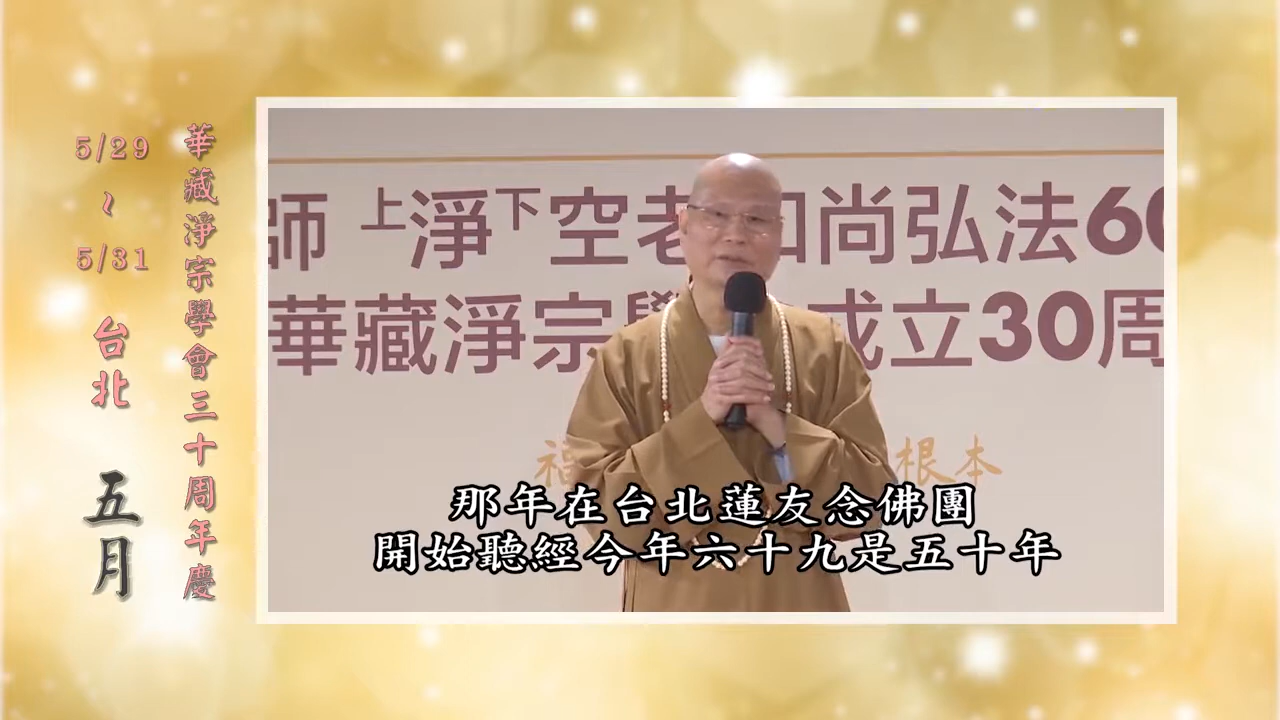 華藏淨宗學會三十周年慶
5/29
~
5/31
台北
五月
師 上淨下空老和尚弘法60
華藏淨宗學 成立30周
福 根本
那年在台北蓮友念佛團
開始聽經今年六十九是五十年